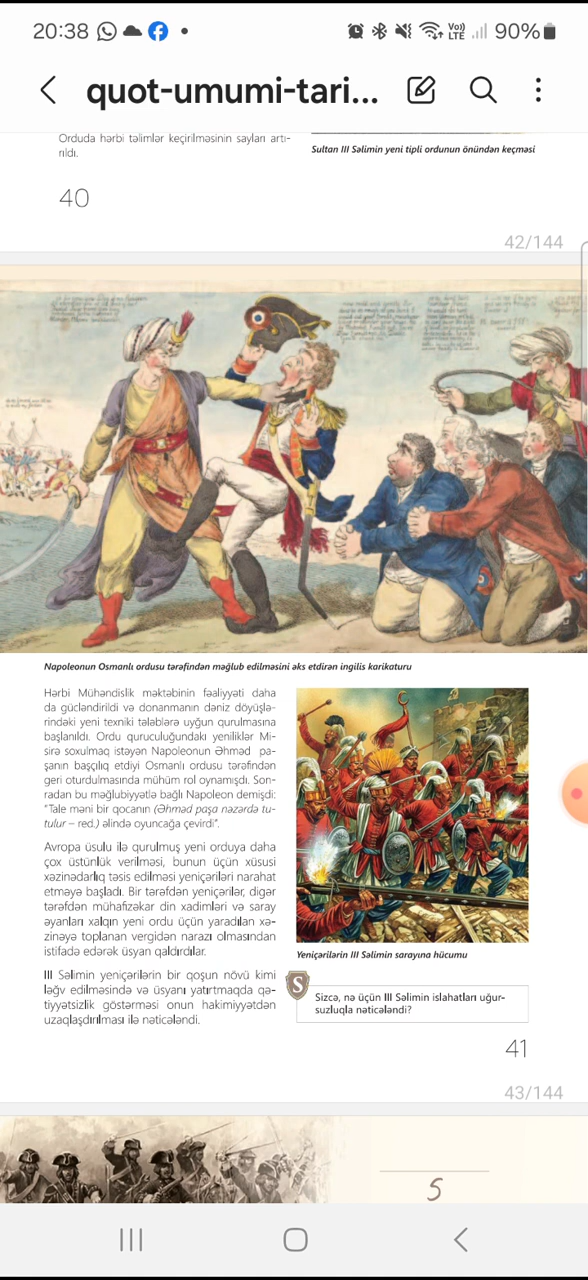 20:38
Vo))
LTE
90%
quot-umumi-tari...
Orduda hərbi təlimlər keçirilməsinin sayları artı-
rıldı.
Sultan III Səlimin yeni tipli ordunun önündən keçməsi
40
42/144
Napoleonun Osmanlı ordusu tərəfindən məğlub edilməsini əks etdirən ingilis karikaturu
Hərbi Mühəndislik məktəbinin fəaliyyəti daha
da gücləndirildi və donanmanın dəniz döyüşlə-
rindəki yeni texniki tələblərə uyğun qurulmasına
başlanıldı. Ordu quruculuğundakı yeniliklər Mi-
sirə soxulmaq istəyən Napoleonun Əhməd pa-
şanın başçılıq etdiyi Osmanlı ordusu tərəfindən
geri oturdulmasında mühüm rol oynamışdı. Son-
radan bu məğlubiyyətlə bağlı Napoleon demişdi:
“Tale məni bir qocanın (Əhməd paşa nəzərdə tu-
tulur – red.) əlində oyuncağa çevirdi”.
Avropa üsulu ilə qurulmuş yeni orduya daha
çox üstünlük verilməsi, bunun üçün xüsusi
xəzinədarlıq təsis edilməsi yeniçəriləri narahat
etməyə başladı. Bir tərəfdən yeniçərilər, digər
tərəfdən mühafizəkar din xadimləri və saray
əyanları xalqın yeni ordu üçün yaradılan xə-
zinəyə toplanan vergidən narazı olmasından
istifadə edərək üsyan qaldırdılar.
III Səlimin yeniçərilərin bir qoşun növü kimi
ləğv edilməsində və üsyanı yatırtmaqda qə-
tiyyətsizlik göstərməsi onun hakimiyyətdən
uzaqlaşdırılması ilə nəticələndi.
Yeniçərilərin III Səlimin sarayına hücumu
S
Sizcə, nə üçün III Səlimin islahatları uğur-
suzluqla nəticələndi?
41
43/144
5